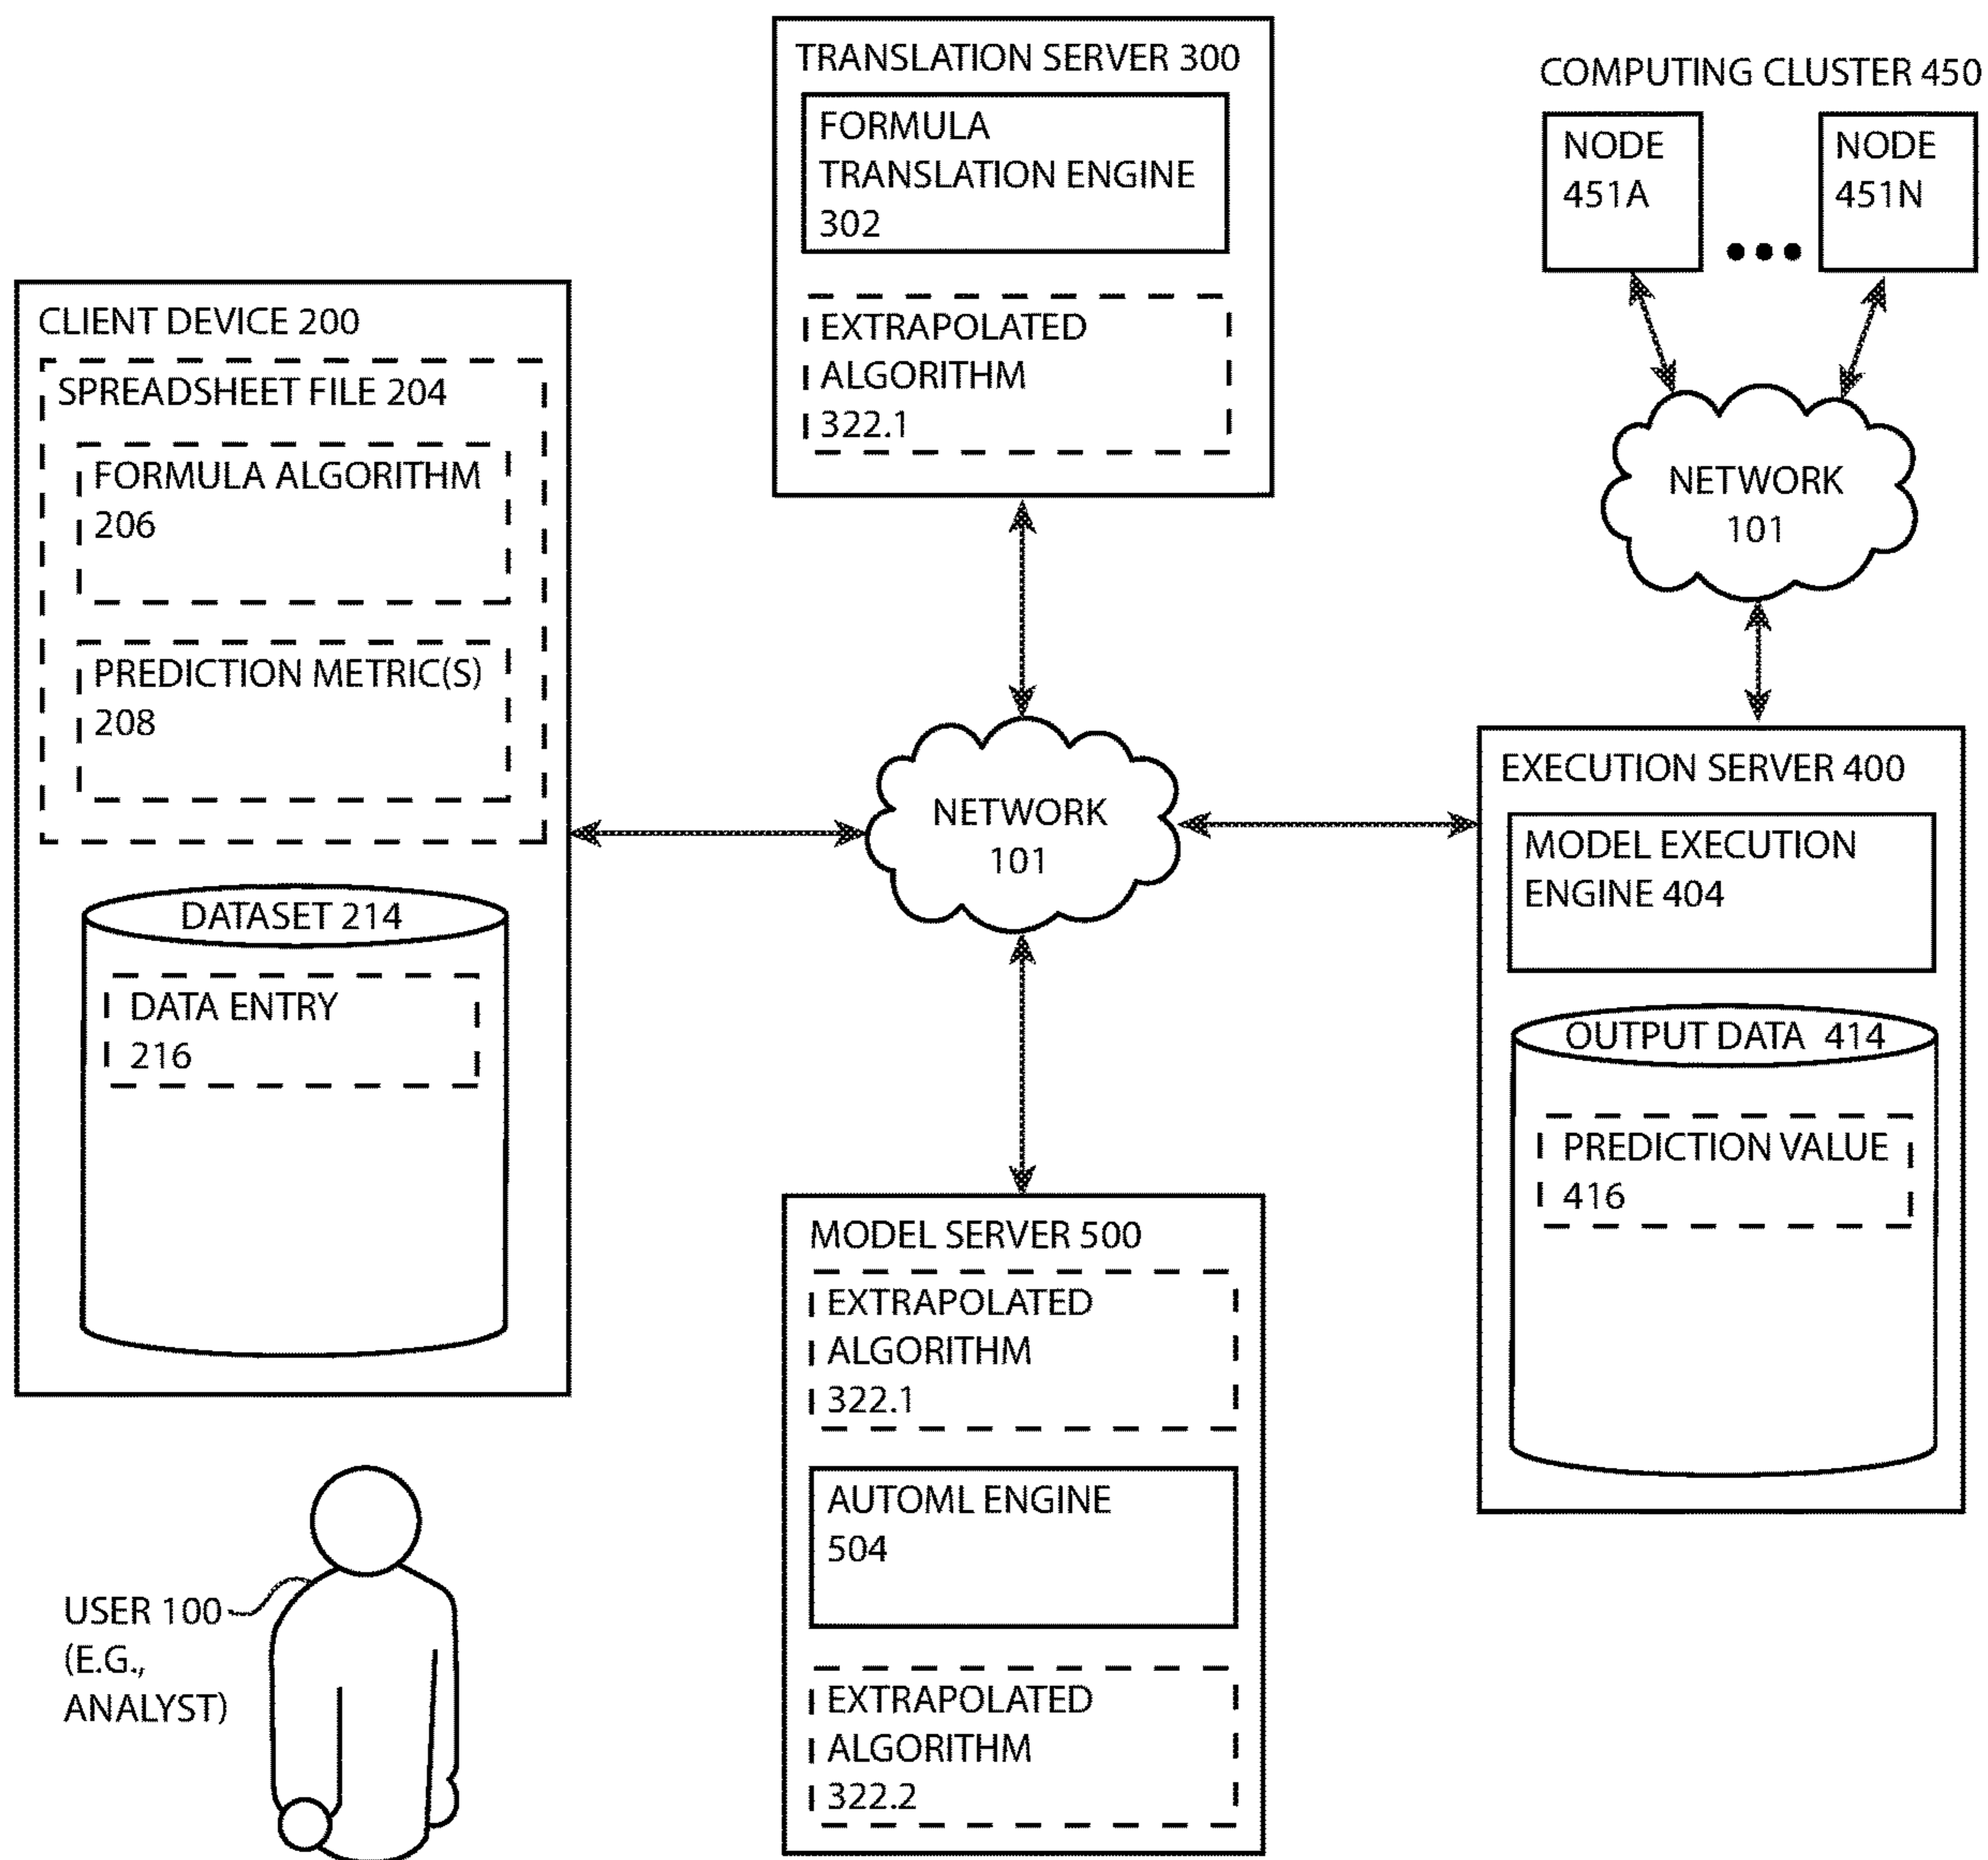 TRANSLATION SERVER 300
FORMULA
TRANSLATION ENGINE
302
EXTRAPOLATED
ALGORITHM
322.1
COMPUTING CLUSTER 450
NODE
451A
NODE
451N
NETWORK
101
CLIENT DEVICE 200
SPREADSHEET FILE 204
FORMULA ALGORITHM
206
PREDICTION METRIC(S)
208
DATASET 214
DATA ENTRY
216
NETWORK
101
EXECUTION SERVER 400
MODEL EXECUTION
ENGINE 404
OUTPUT DATA 414
PREDICTION VALUE
416
MODEL SERVER 500
EXTRAPOLATED
ALGORITHM
322.1
AUTOML ENGINE
504
EXTRAPOLATED
ALGORITHM
322.2
USER 100
(E.G.,
ANALYST)